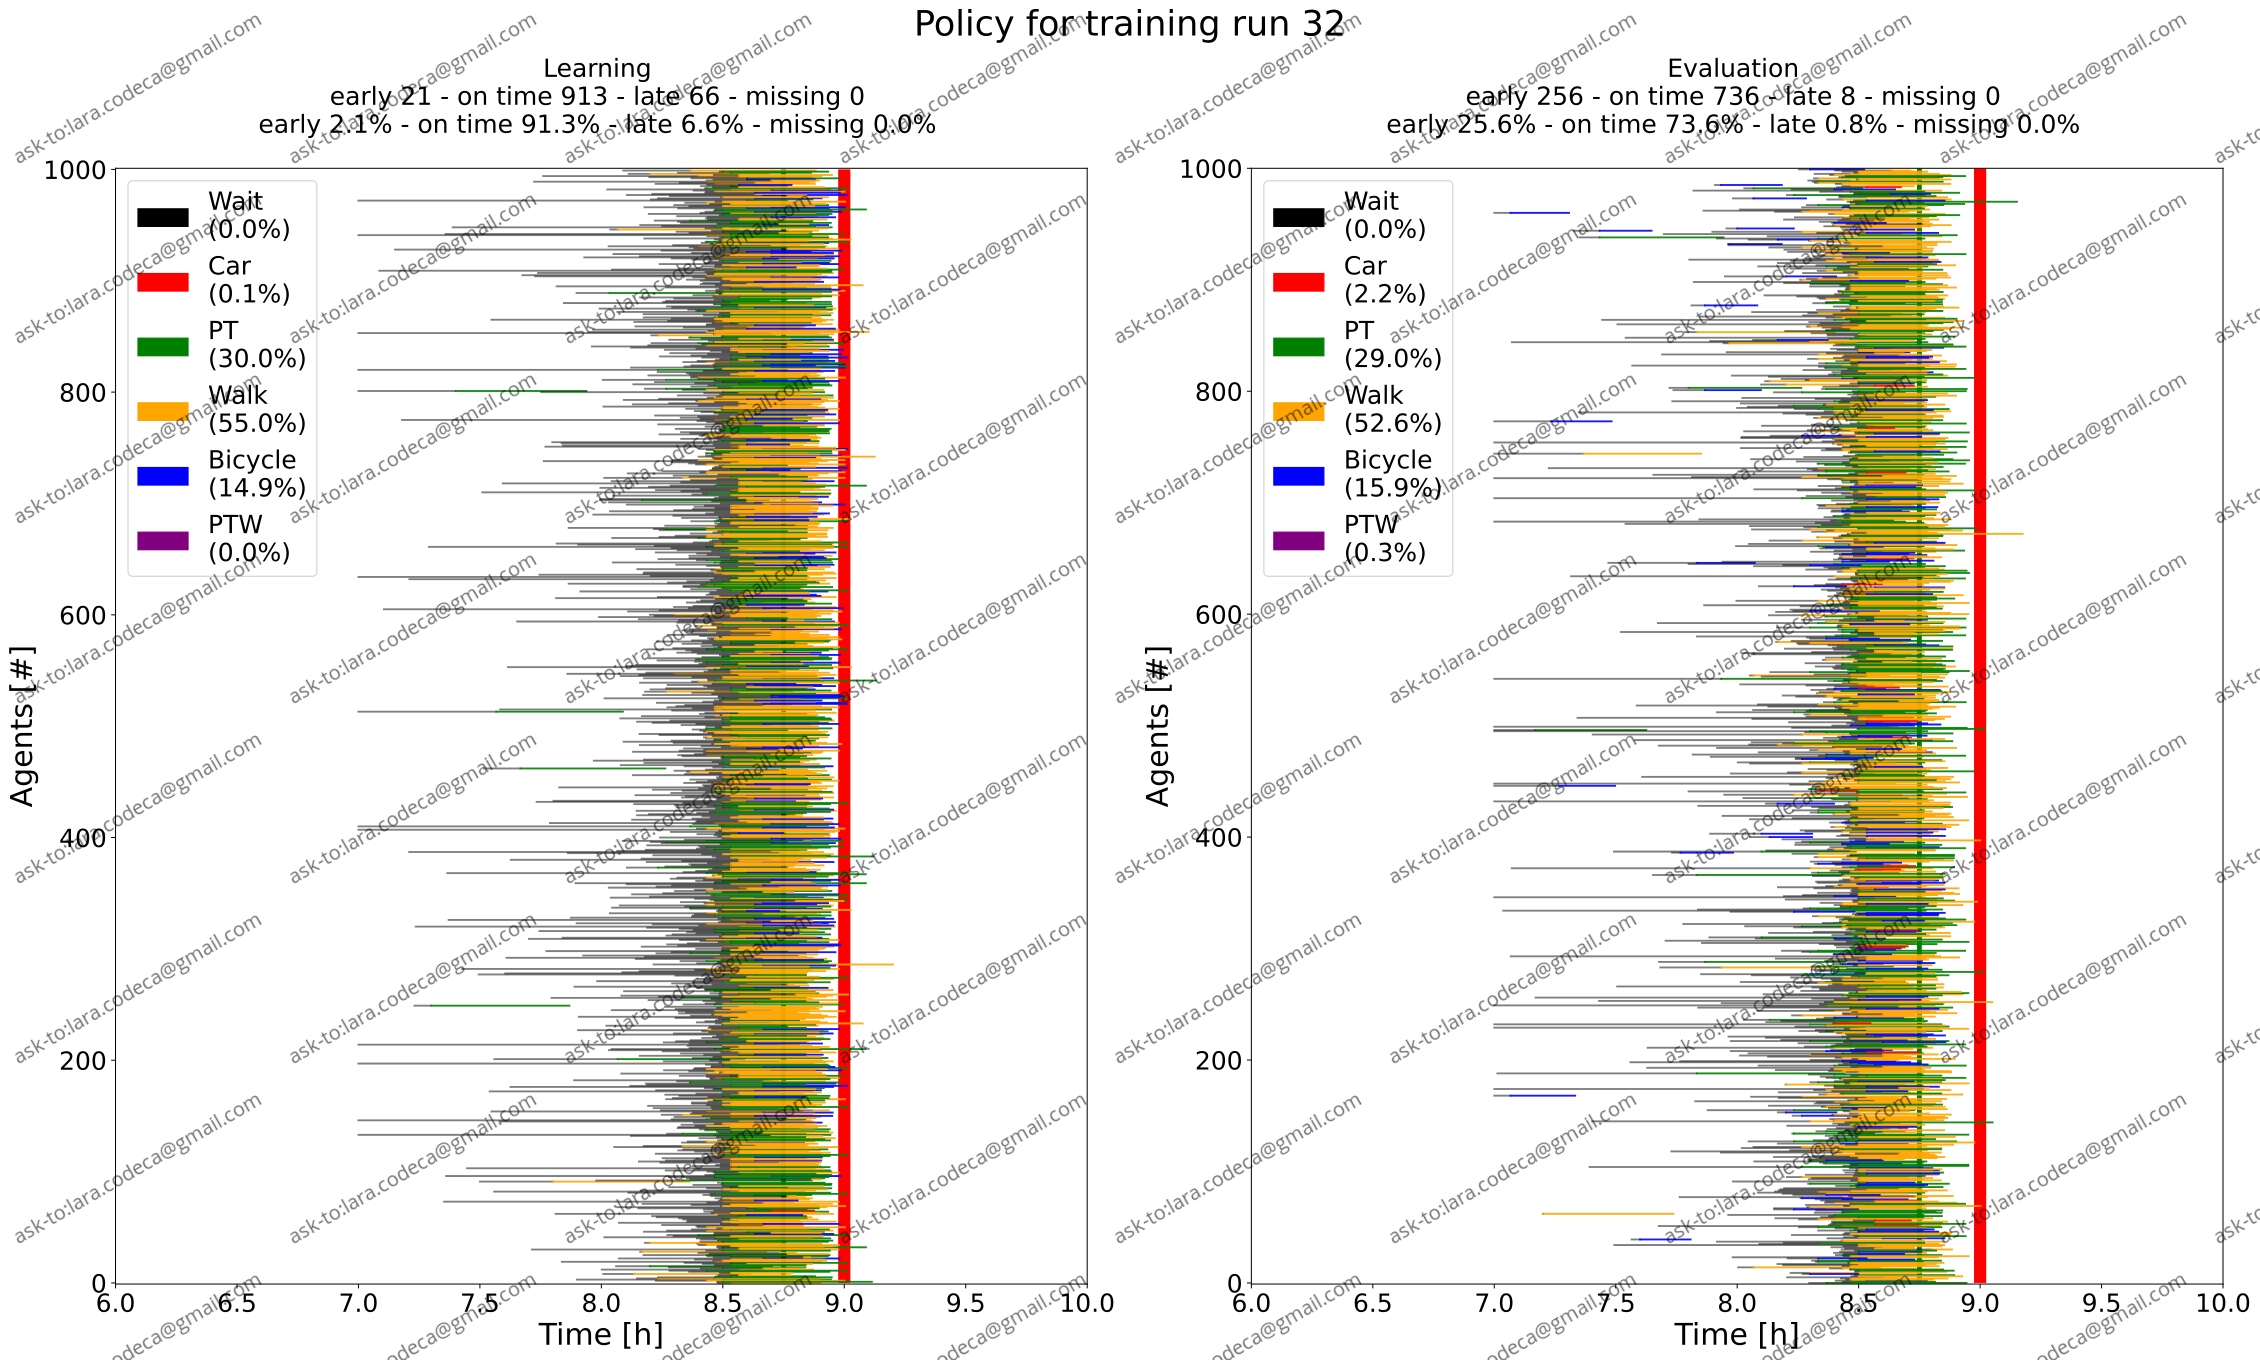 Policy for training run 32
Learning
early 21 - on time 913 - late 66 - missing 0
early 2.1% - on time 91.3% - late 6.6% - missing 0.0%
Agents [#]
1000
800
600
400
200
0
Wait
(0.0%)
Car
(0.1%)
PT
(30.0%)
Walk
(55.0%)
Bicycle
(14.9%)
PTW
(0.0%)
6.0 6.5 7.0 7.5 8.0 8.5 9.0 9.5 10.0
Time [h]
Evaluation
early 256 - on time 736 - late 8 - missing 0
early 25.6% - on time 73.6% - late 0.8% - missing 0.0%
Agents [#]
1000
800
600
400
200
0
Wait
(0.0%)
Car
(2.2%)
PT
(29.0%)
Walk
(52.6%)
Bicycle
(15.9%)
PTW
(0.3%)
6.0 6.5 7.0 7.5 8.0 8.5 9.0 9.5 10.0
Time [h]
ask-to:lara.codeca@gmail.com